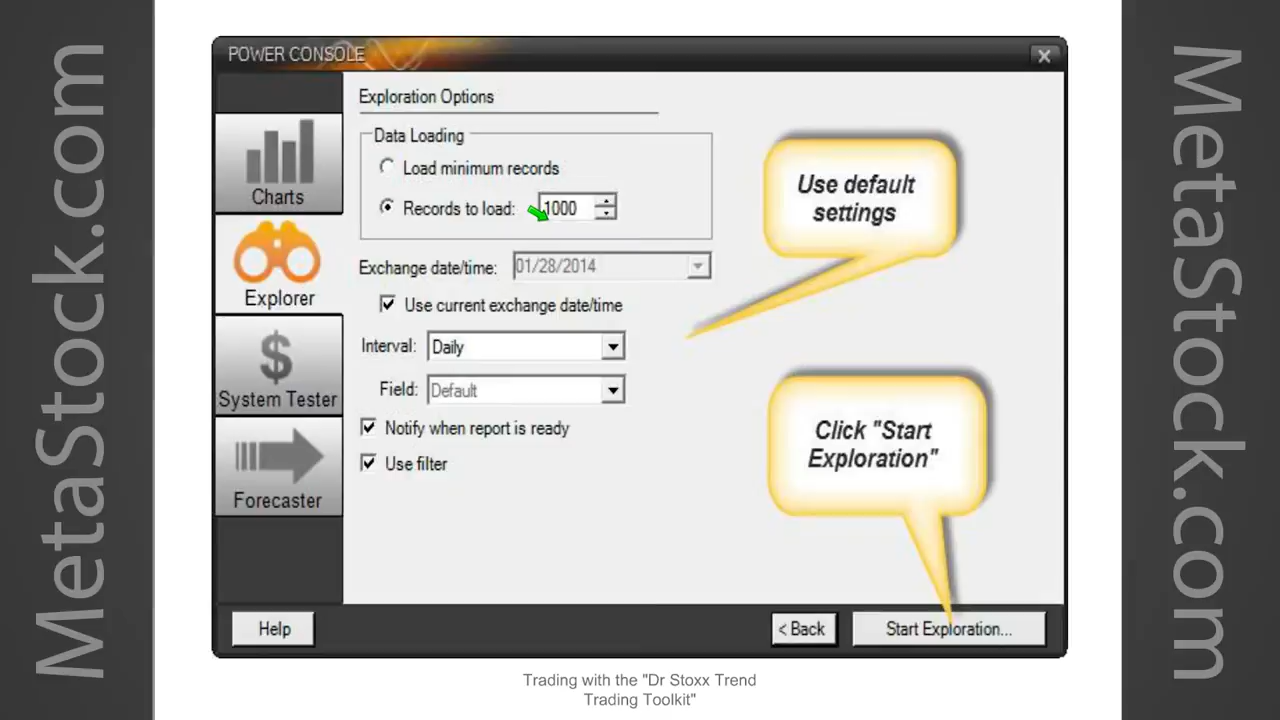 MetaStock.com
POWER CONSOLE
Exploration Options
Data Loading
Load minimum records
Records to load: 1000
Exchange date/time: 01/28/2014
Use current exchange date/time
Interval: Daily
Field: Default
Notify when report is ready
Use filter
Charts
Explorer
$
System Tester
Forecaster
Use default
settings
Click "Start
Exploration"
Help
< Back
Start Exploration...
Trading with the "Dr Stoxx Trend
Trading Toolkit"
MetaStock.com